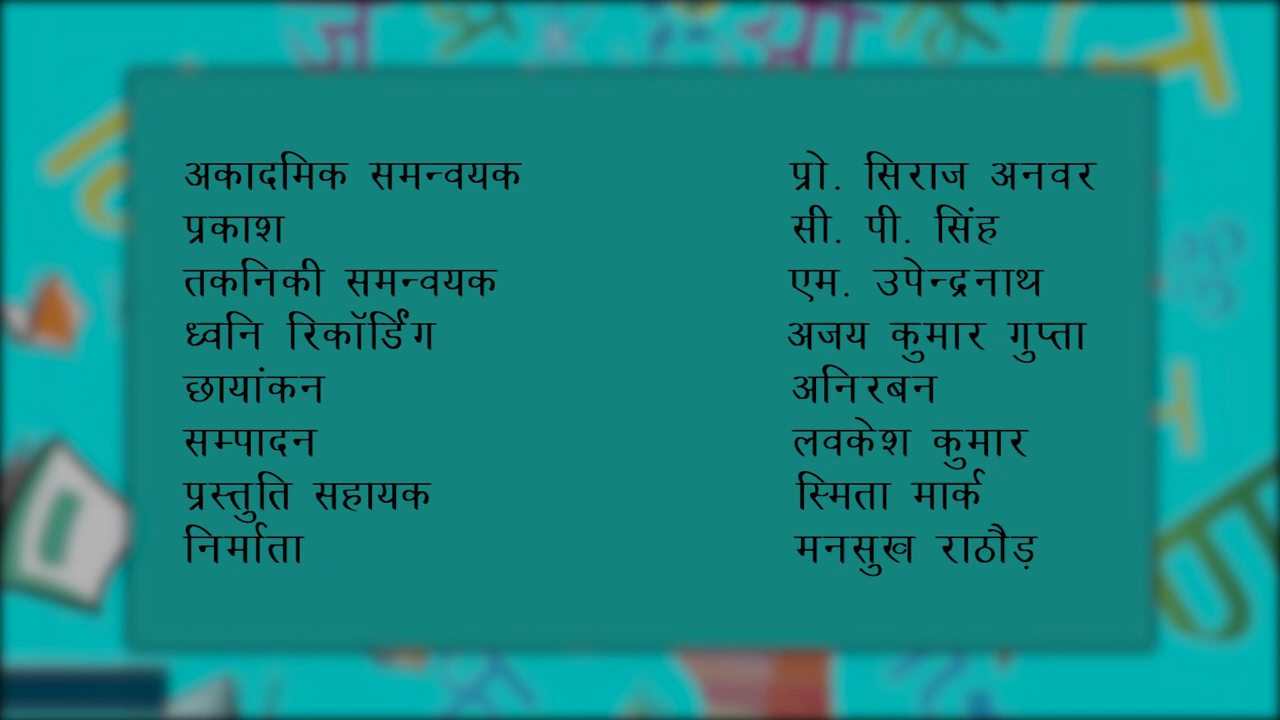 अकादमिक समन्वयक प्रो. सिराज अनवर
प्रकाश सी. पी. सिंह
तकनिकी समन्वयक एम. उपेन्द्रनाथ
ध्वनि रिकॉर्डिंग अजय कुमार गुप्ता
छायांकन अनिरबन
सम्पादन लवकेश कुमार
प्रस्तुति सहायक स्मिता मार्क
निर्माता मनसुख राठौड़